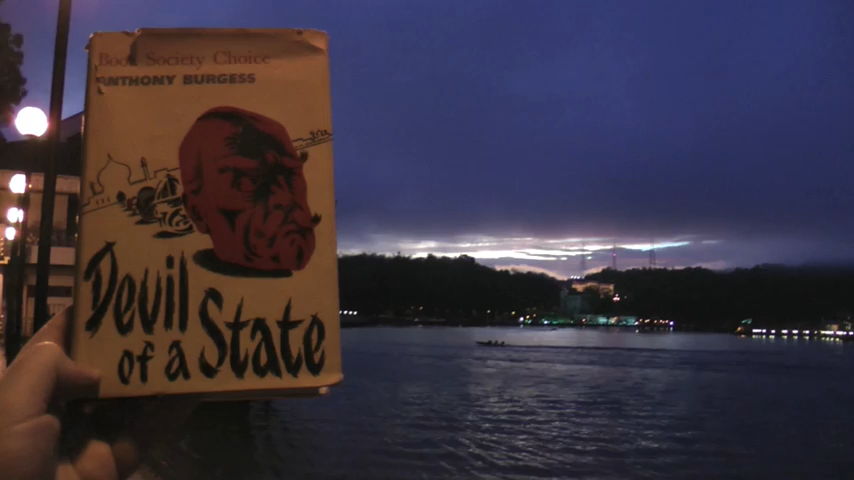 Book Society Choice
ANTHONY BURGESS
Devil
of a State